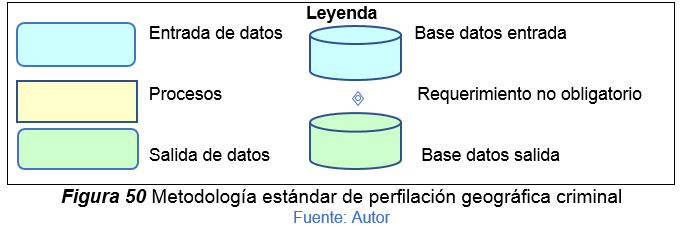 Leyenda
Entrada de datos Base datos entrada
Procesos Requerimiento no obligatorio
Salida de datos Base datos salida
Figura 50 Metodología estándar de perfilación geográfica criminal
Fuente: Autor